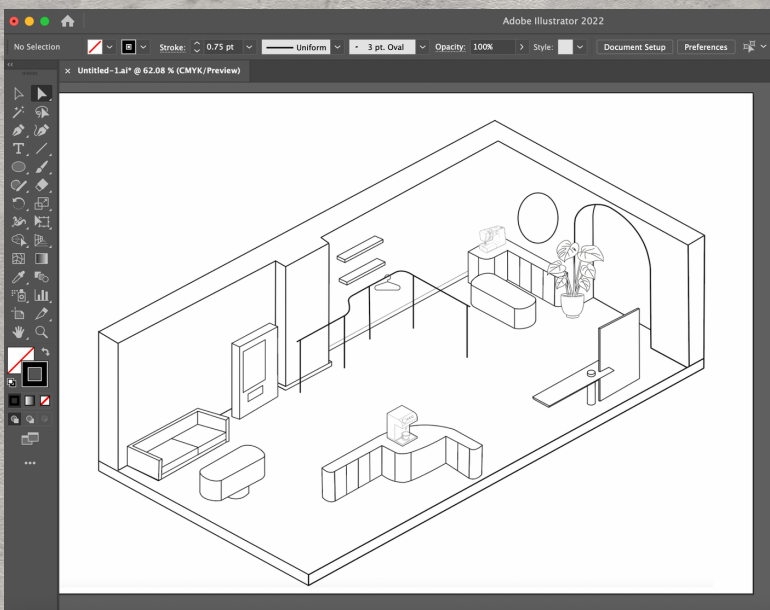 Adobe Illustrator 2022
No Selection Stroke: 0.75 pt Uniform 3 pt. Oval Opacity: 100% Style: Document Setup Preferences
× Untitled-1.ai* @ 62.08 % (CMYK/Preview)